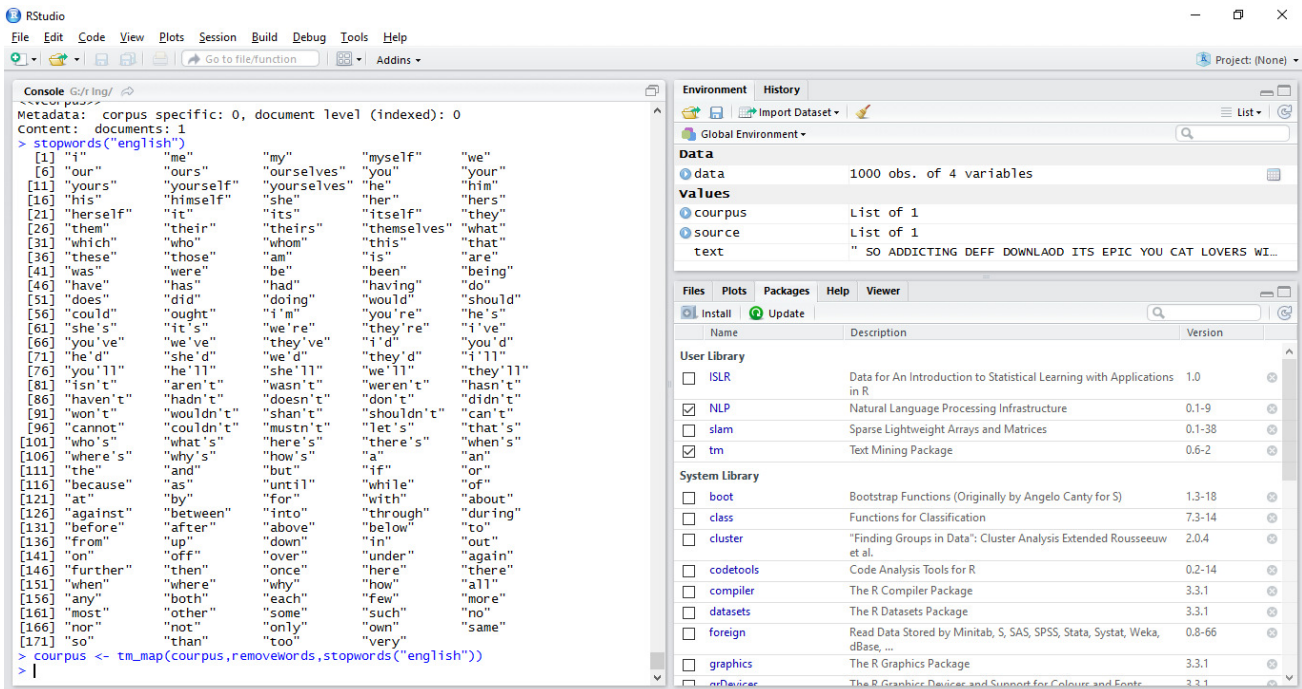 RStudio
File Edit Code View Plots Session Build Debug Tools Help
Go to file/function Addins Project: (None)
Console G:/r lng/
<<VCorpus>>
Metadata:  corpus specific: 0, document level (indexed): 0
Content:  documents: 1
> stopwords("english")
[1] "i" "me" "my" "myself" "we"
[6] "our" "ours" "ourselves" "you" "your"
[11] "yours" "yourself" "yourselves" "he" "him"
[16] "his" "himself" "she" "her" "hers"
[21] "herself" "it" "its" "itself" "they"
[26] "them" "their" "theirs" "themselves" "what"
[31] "which" "who" "whom" "this" "that"
[36] "these" "those" "am" "is" "are"
[41] "was" "were" "be" "been" "being"
[46] "have" "has" "had" "having" "do"
[51] "does" "did" "doing" "would" "should"
[56] "could" "ought" "i'm" "you're" "he's"
[61] "she's" "it's" "we're" "they're" "i've"
[66] "you've" "we've" "they've" "i'd" "you'd"
[71] "he'd" "she'd" "we'd" "they'd" "i'll"
[76] "you'll" "he'll" "she'll" "we'll" "they'll"
[81] "isn't" "aren't" "wasn't" "weren't" "hasn't"
[86] "haven't" "hadn't" "doesn't" "don't" "didn't"
[91] "won't" "wouldn't" "shan't" "shouldn't" "can't"
[96] "cannot" "couldn't" "mustn't" "let's" "that's"
[101] "who's" "what's" "here's" "there's" "when's"
[106] "where's" "why's" "how's" "a" "an"
[111] "the" "and" "but" "if" "or"
[116] "because" "as" "until" "while" "of"
[121] "at" "by" "for" "with" "about"
[126] "against" "between" "into" "through" "during"
[131] "before" "after" "above" "below" "to"
[136] "from" "up" "down" "in" "out"
[141] "on" "off" "over" "under" "again"
[146] "further" "then" "once" "here" "there"
[151] "when" "where" "why" "how" "all"
[156] "any" "both" "each" "few" "more"
[161] "most" "other" "some" "such" "no"
[166] "nor" "not" "only" "own" "same"
[171] "so" "than" "too" "very"
> courpus <- tm_map(courpus,removeWords,stopwords("english"))
>
Environment History
Import Dataset List
Global Environment
Data
data 1000 obs. of 4 variables
Values
courpus List of 1
source List of 1
text " SO ADDICTING DEFF DOWNLAOD ITS EPIC YOU CAT LOVERS WI…
Files Plots Packages Help Viewer
Install Update
Name Description Version
User Library
ISLR Data for An Introduction to Statistical Learning with Applications 1.0
in R
NLP Natural Language Processing Infrastructure 0.1-9
slam Sparse Lightweight Arrays and Matrices 0.1-38
tm Text Mining Package 0.6-2
System Library
boot Bootstrap Functions (Originally by Angelo Canty for S) 1.3-18
class Functions for Classification 7.3-14
cluster "Finding Groups in Data": Cluster Analysis Extended Rousseeuw 2.0.4
et al.
codetools Code Analysis Tools for R 0.2-14
compiler The R Compiler Package 3.3.1
datasets The R Datasets Package 3.3.1
foreign Read Data Stored by Minitab, S, SAS, SPSS, Stata, Systat, Weka, 0.8-66
dBase, ...
graphics The R Graphics Package 3.3.1
grDevices The R Graphics Devices and Support for Colours and Fonts 3.3.1